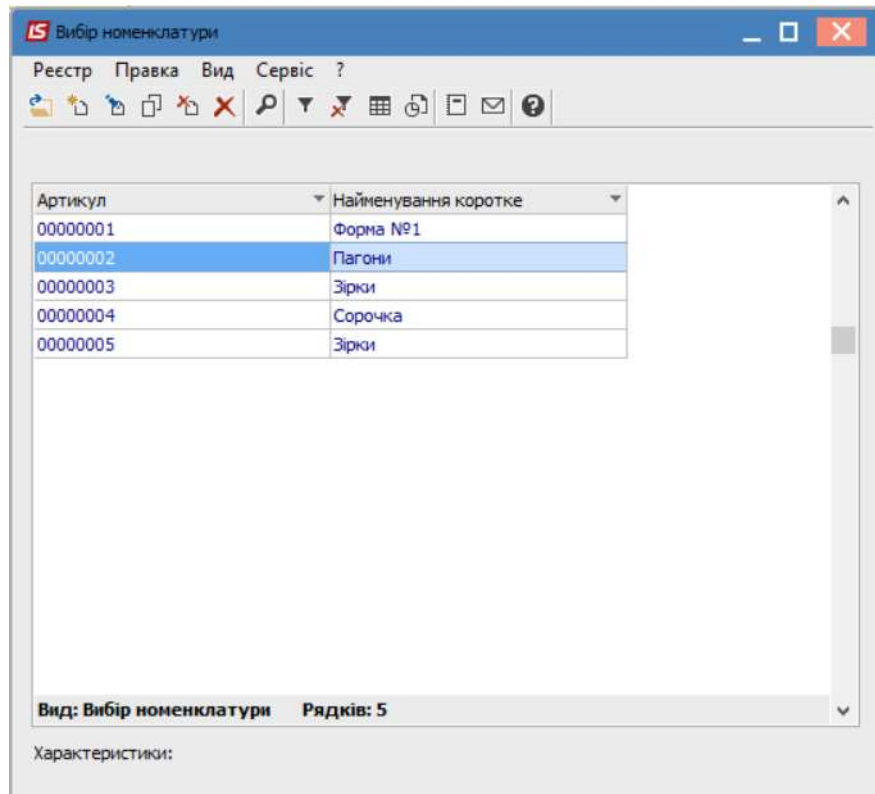 IS Вибір номенклатури
Реєстр Правка Вид Сервіс ?
Артикул Найменування коротке
00000001 Форма №1
00000002 Пагони
00000003 Зірки
00000004 Сорочка
00000005 Зірки
Вид: Вибір номенклатури Рядків: 5
Характеристики: